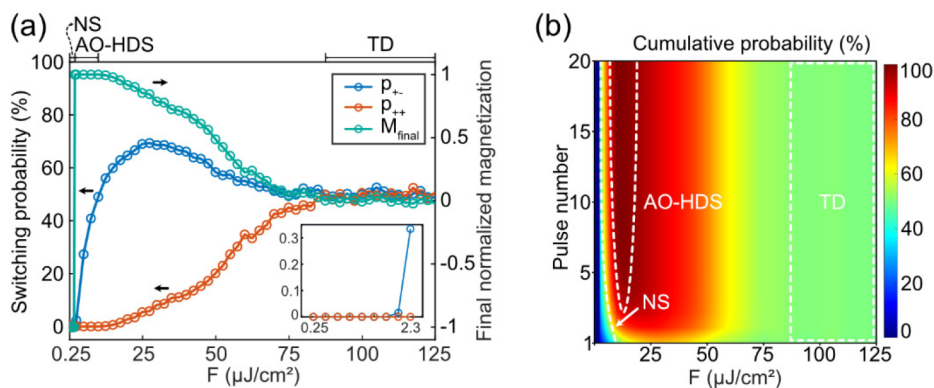 (a)
NS
AO-HDS
TD
100
80
60
40
20
0
Switching probability (%)
1
0.5
0
-0.5
-1
Final normalized magnetization
p+-
p++
Mfinal
0.3
0.2
0.1
0
0.25
2.3
0.25
25
50
75
100
125
F (µJ/cm²)
(b)
Cumulative probability (%)
20
15
10
5
1
Pulse number
AO-HDS
TD
NS
25
50
75
100
125
F (µJ/cm²)
100
80
60
40
20
0